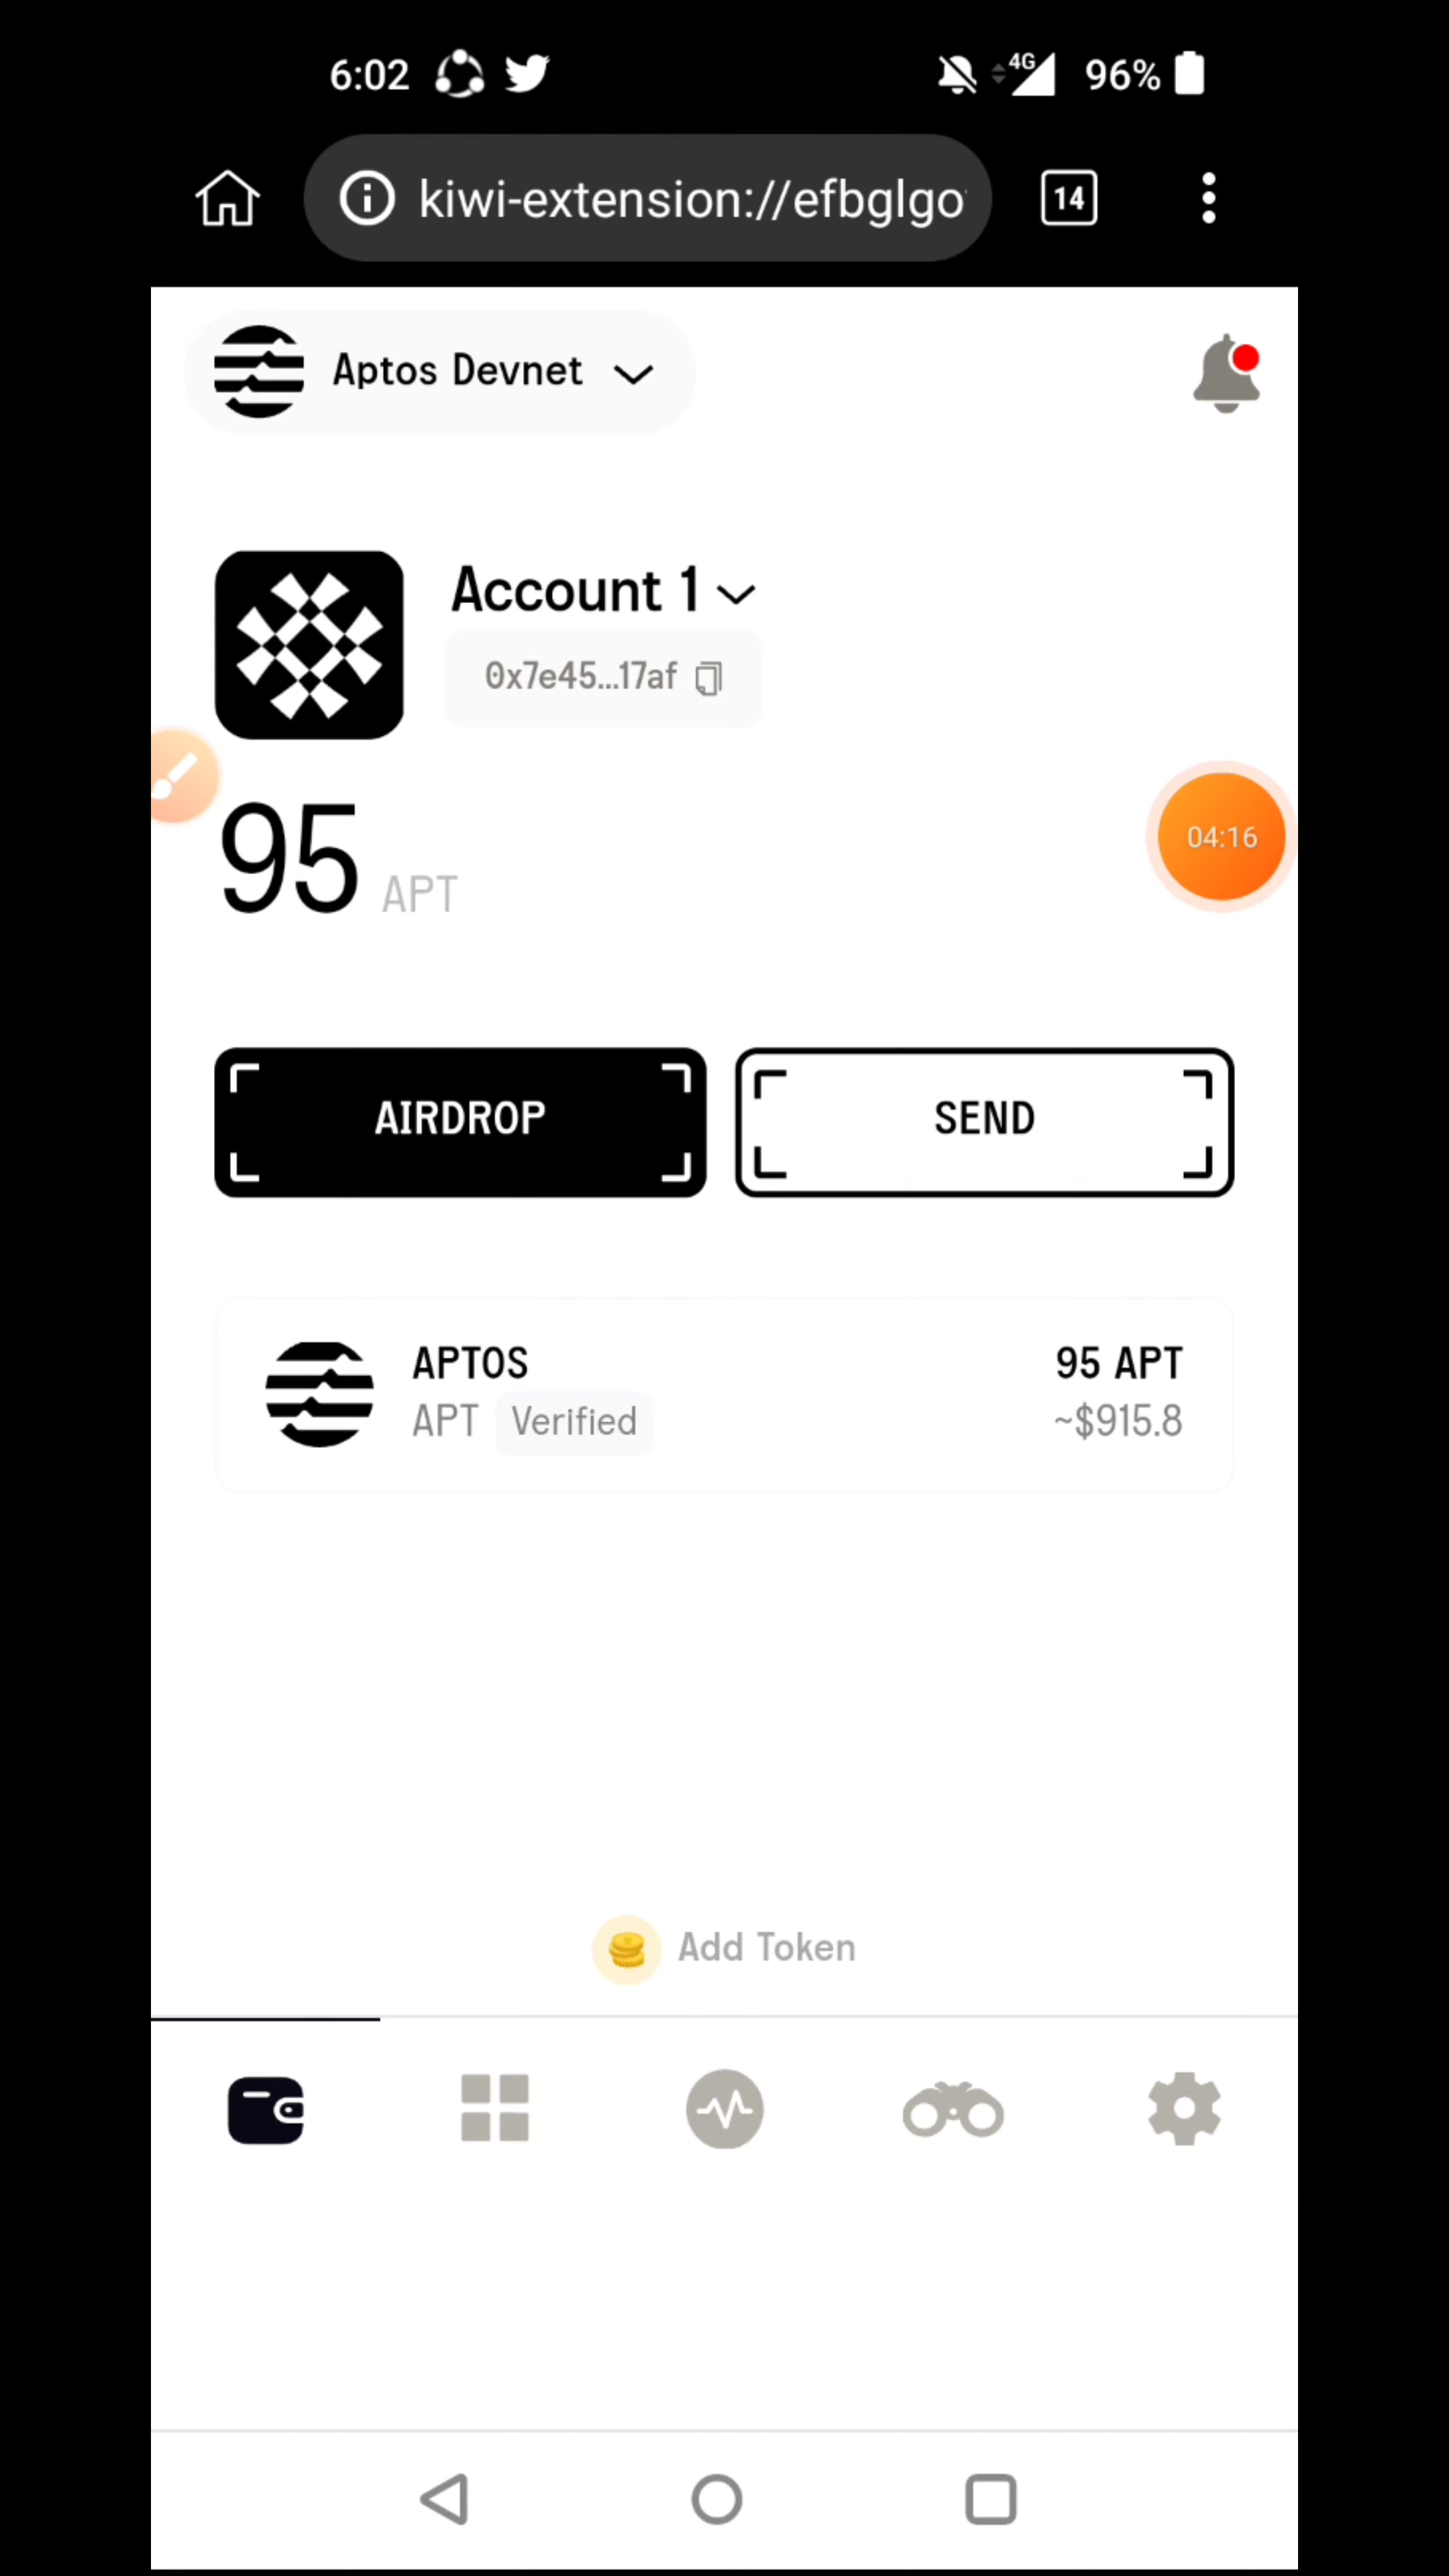 6:02 4G 96%
kiwi-extension://efbglgo 14
Aptos Devnet
Account 1
0x7e45...17af
95 APT
04:16
AIRDROP SEND
APTOS 95 APT
APT Verified ~$915.8
Add Token